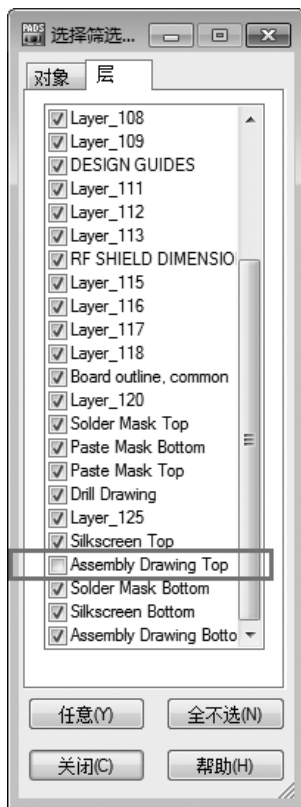 PADS
选择筛选...
对象 层
Layer_108
Layer_109
DESIGN GUIDES
Layer_111
Layer_112
Layer_113
RF SHIELD DIMENSIO
Layer_115
Layer_116
Layer_117
Layer_118
Board outline, common
Layer_120
Solder Mask Top
Paste Mask Bottom
Paste Mask Top
Drill Drawing
Layer_125
Silkscreen Top
Assembly Drawing Top
Solder Mask Bottom
Silkscreen Bottom
Assembly Drawing Botto
任意(Y) 全不选(N)
关闭(C) 帮助(H)